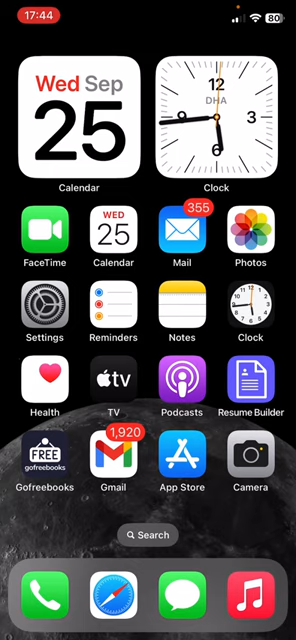 17:44
80
Wed Sep
25
12
DHA
3
6
Calendar
Clock
WED
25
355
FaceTime
Calendar
Mail
Photos
Settings
Reminders
Notes
Clock
tv
Health
TV
Podcasts
Resume Builder
FREE
gofreebooks
1,920
Gofreebooks
Gmail
App Store
Camera
Search